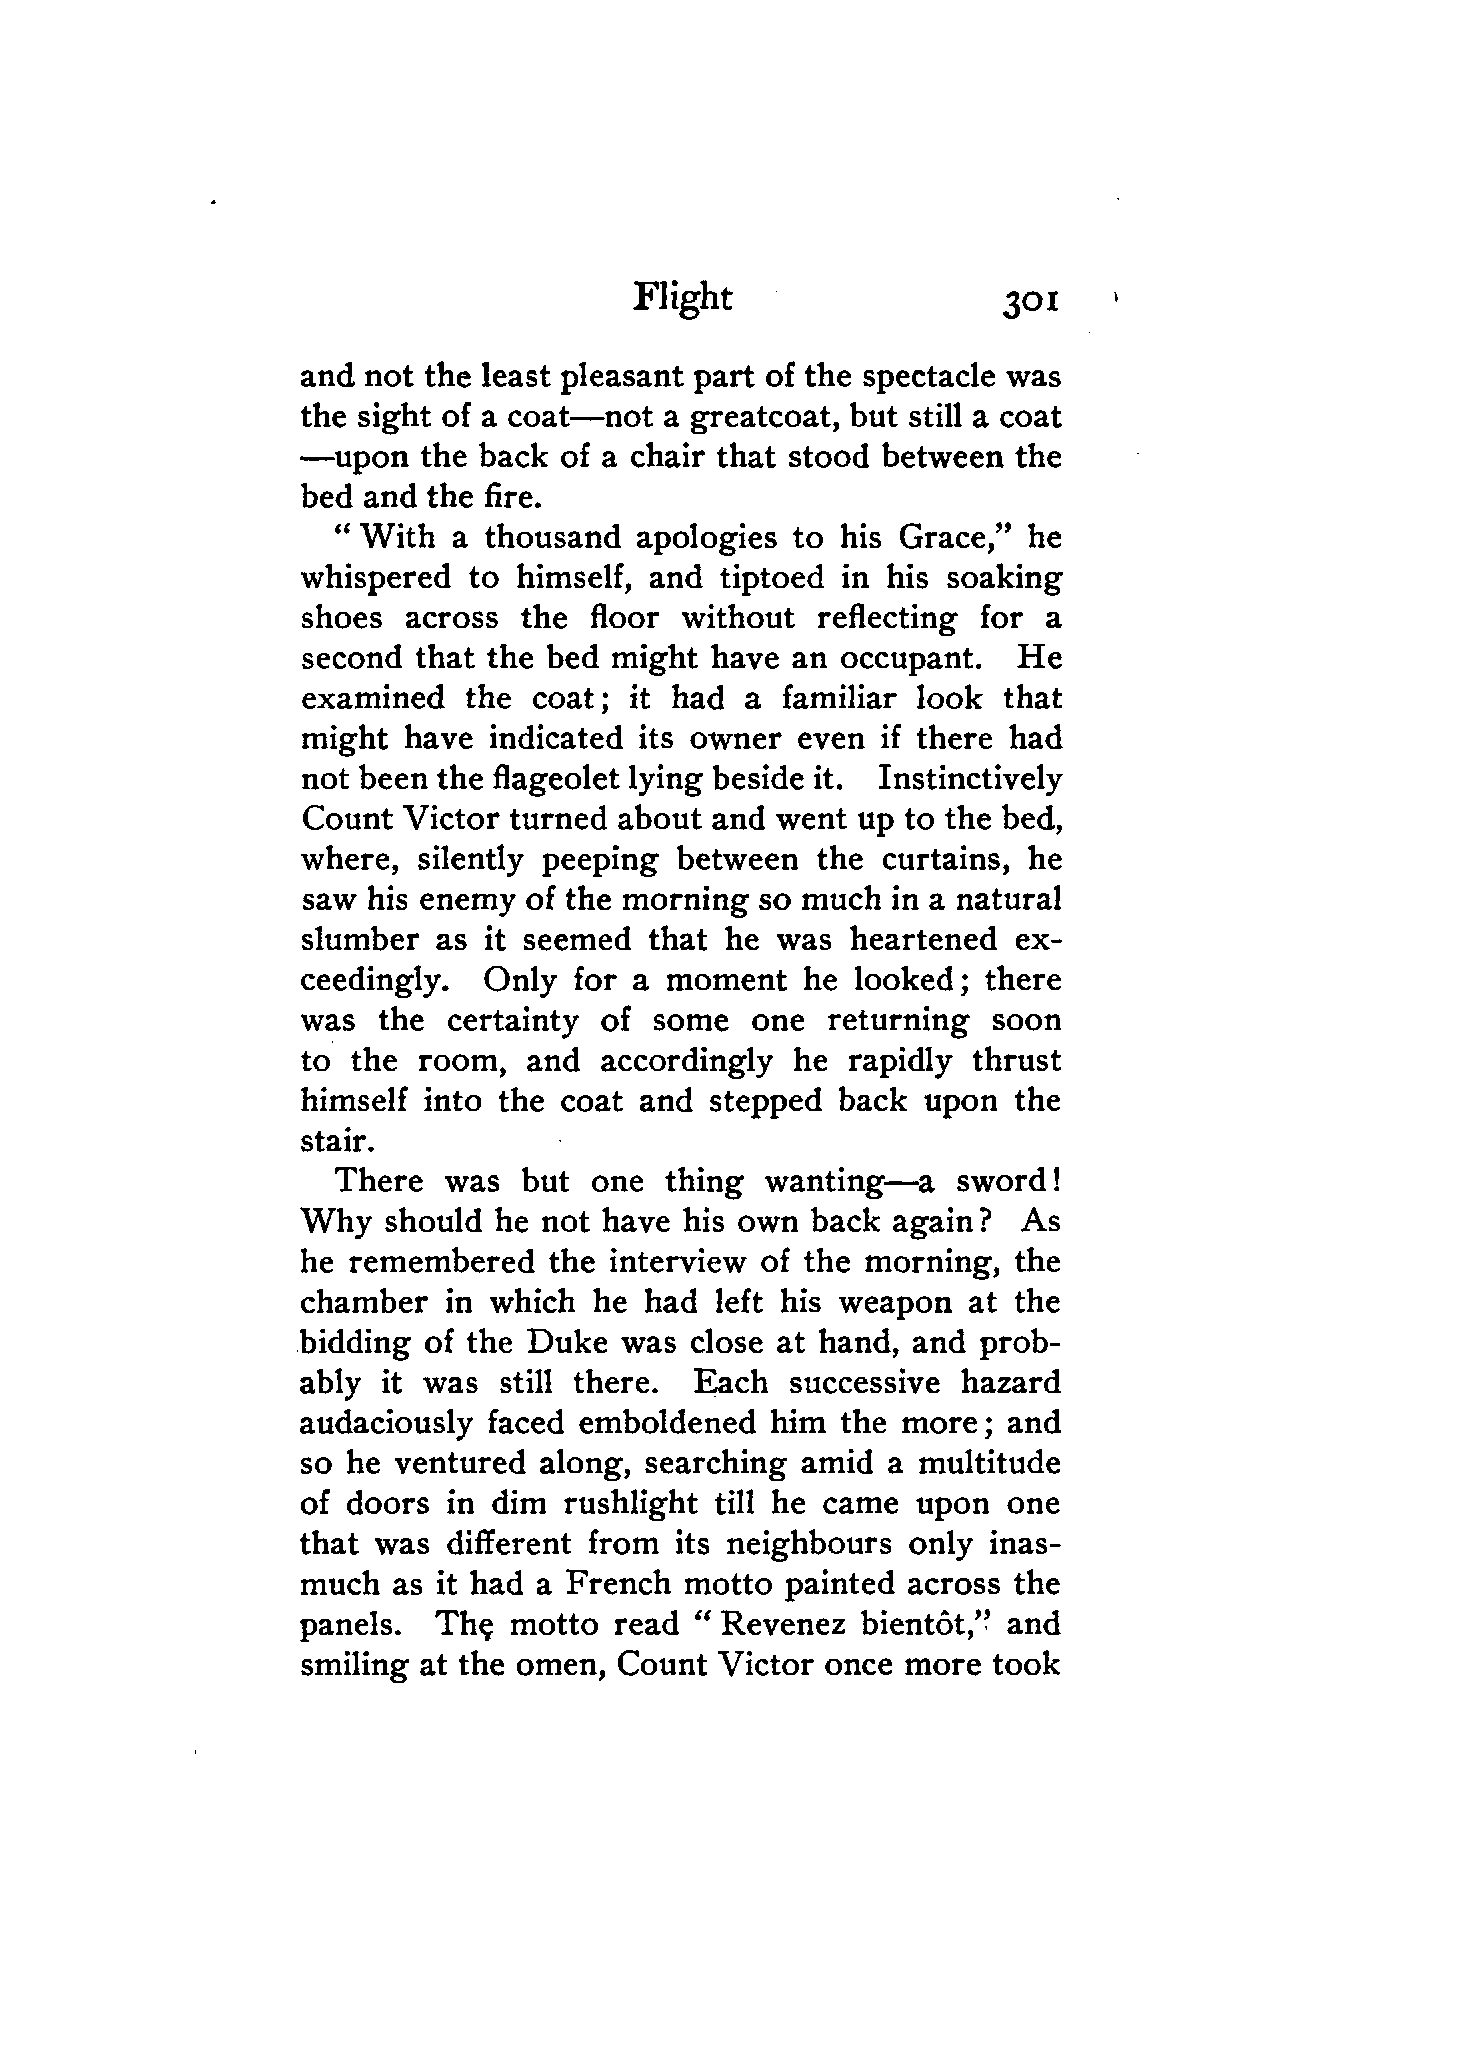 Flight 301
and not the least pleasant part of the spectacle was
the sight of a coat—not a greatcoat, but still a coat
—upon the back of a chair that stood between the
bed and the fire.
“ With a thousand apologies to his Grace,” he
whispered to himself, and tiptoed in his soaking
shoes across the floor without reflecting for a
second that the bed might have an occupant. He
examined the coat; it had a familiar look that
might have indicated its owner even if there had
not been the flageolet lying beside it. Instinctively
Count Victor turned about and went up to the bed,
where, silently peeping between the curtains, he
saw his enemy of the morning so much in a natural
slumber as it seemed that he was heartened ex-
ceedingly. Only for a moment he looked; there
was the certainty of some one returning soon
to the room, and accordingly he rapidly thrust
himself into the coat and stepped back upon the
stair.
There was but one thing wanting—a sword!
Why should he not have his own back again? As
he remembered the interview of the morning, the
chamber in which he had left his weapon at the
bidding of the Duke was close at hand, and prob-
ably it was still there. Each successive hazard
audaciously faced emboldened him the more; and
so he ventured along, searching amid a multitude
of doors in dim rushlight till he came upon one
that was different from its neighbours only inas-
much as it had a French motto painted across the
panels. The motto read “ Revenez bientôt,” and
smiling at the omen, Count Victor once more took